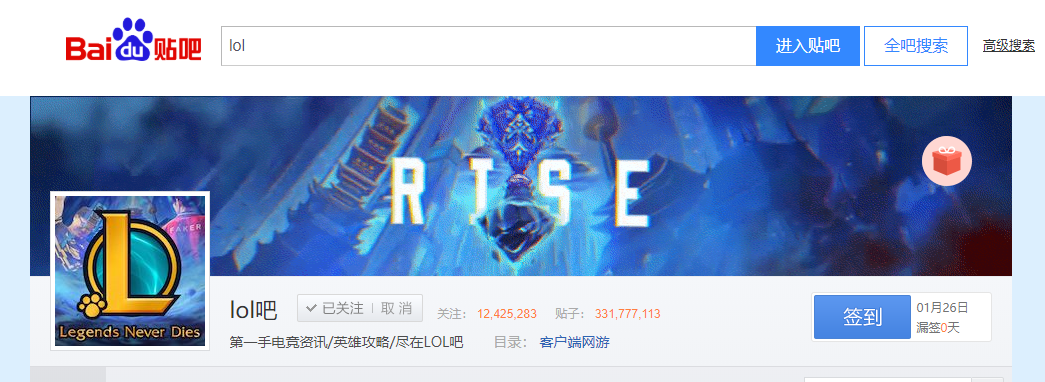 Bai du 贴吧 lol 进入贴吧 全吧搜索 高级搜索
RISE
FAKER
Legends Never Dies
lol吧 已关注 | 取消 关注: 12,425,283 贴子: 331,777,113
第一手电竞资讯/英雄攻略/尽在LOL吧 目录: 客户端网游
签到 01月26日
漏签0天